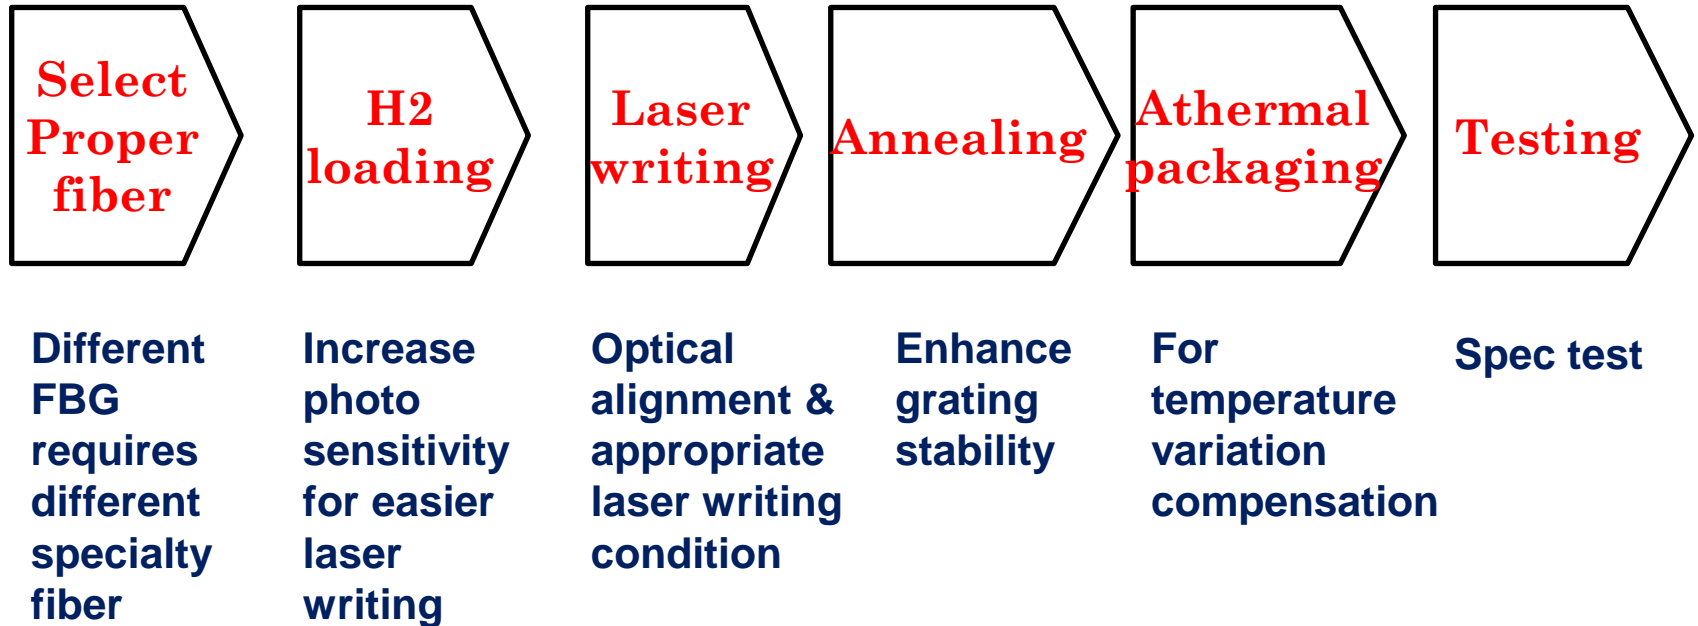 Select
Proper
fiber
H2
loading
Laser
writing
Annealing
Athermal
packaging
Testing
Different
FBG
requires
different
specialty
fiber
Increase
photo
sensitivity
for easier
laser
writing
Optical
alignment &
appropriate
laser writing
condition
Enhance
grating
stability
For
temperature
variation
compensation
Spec test